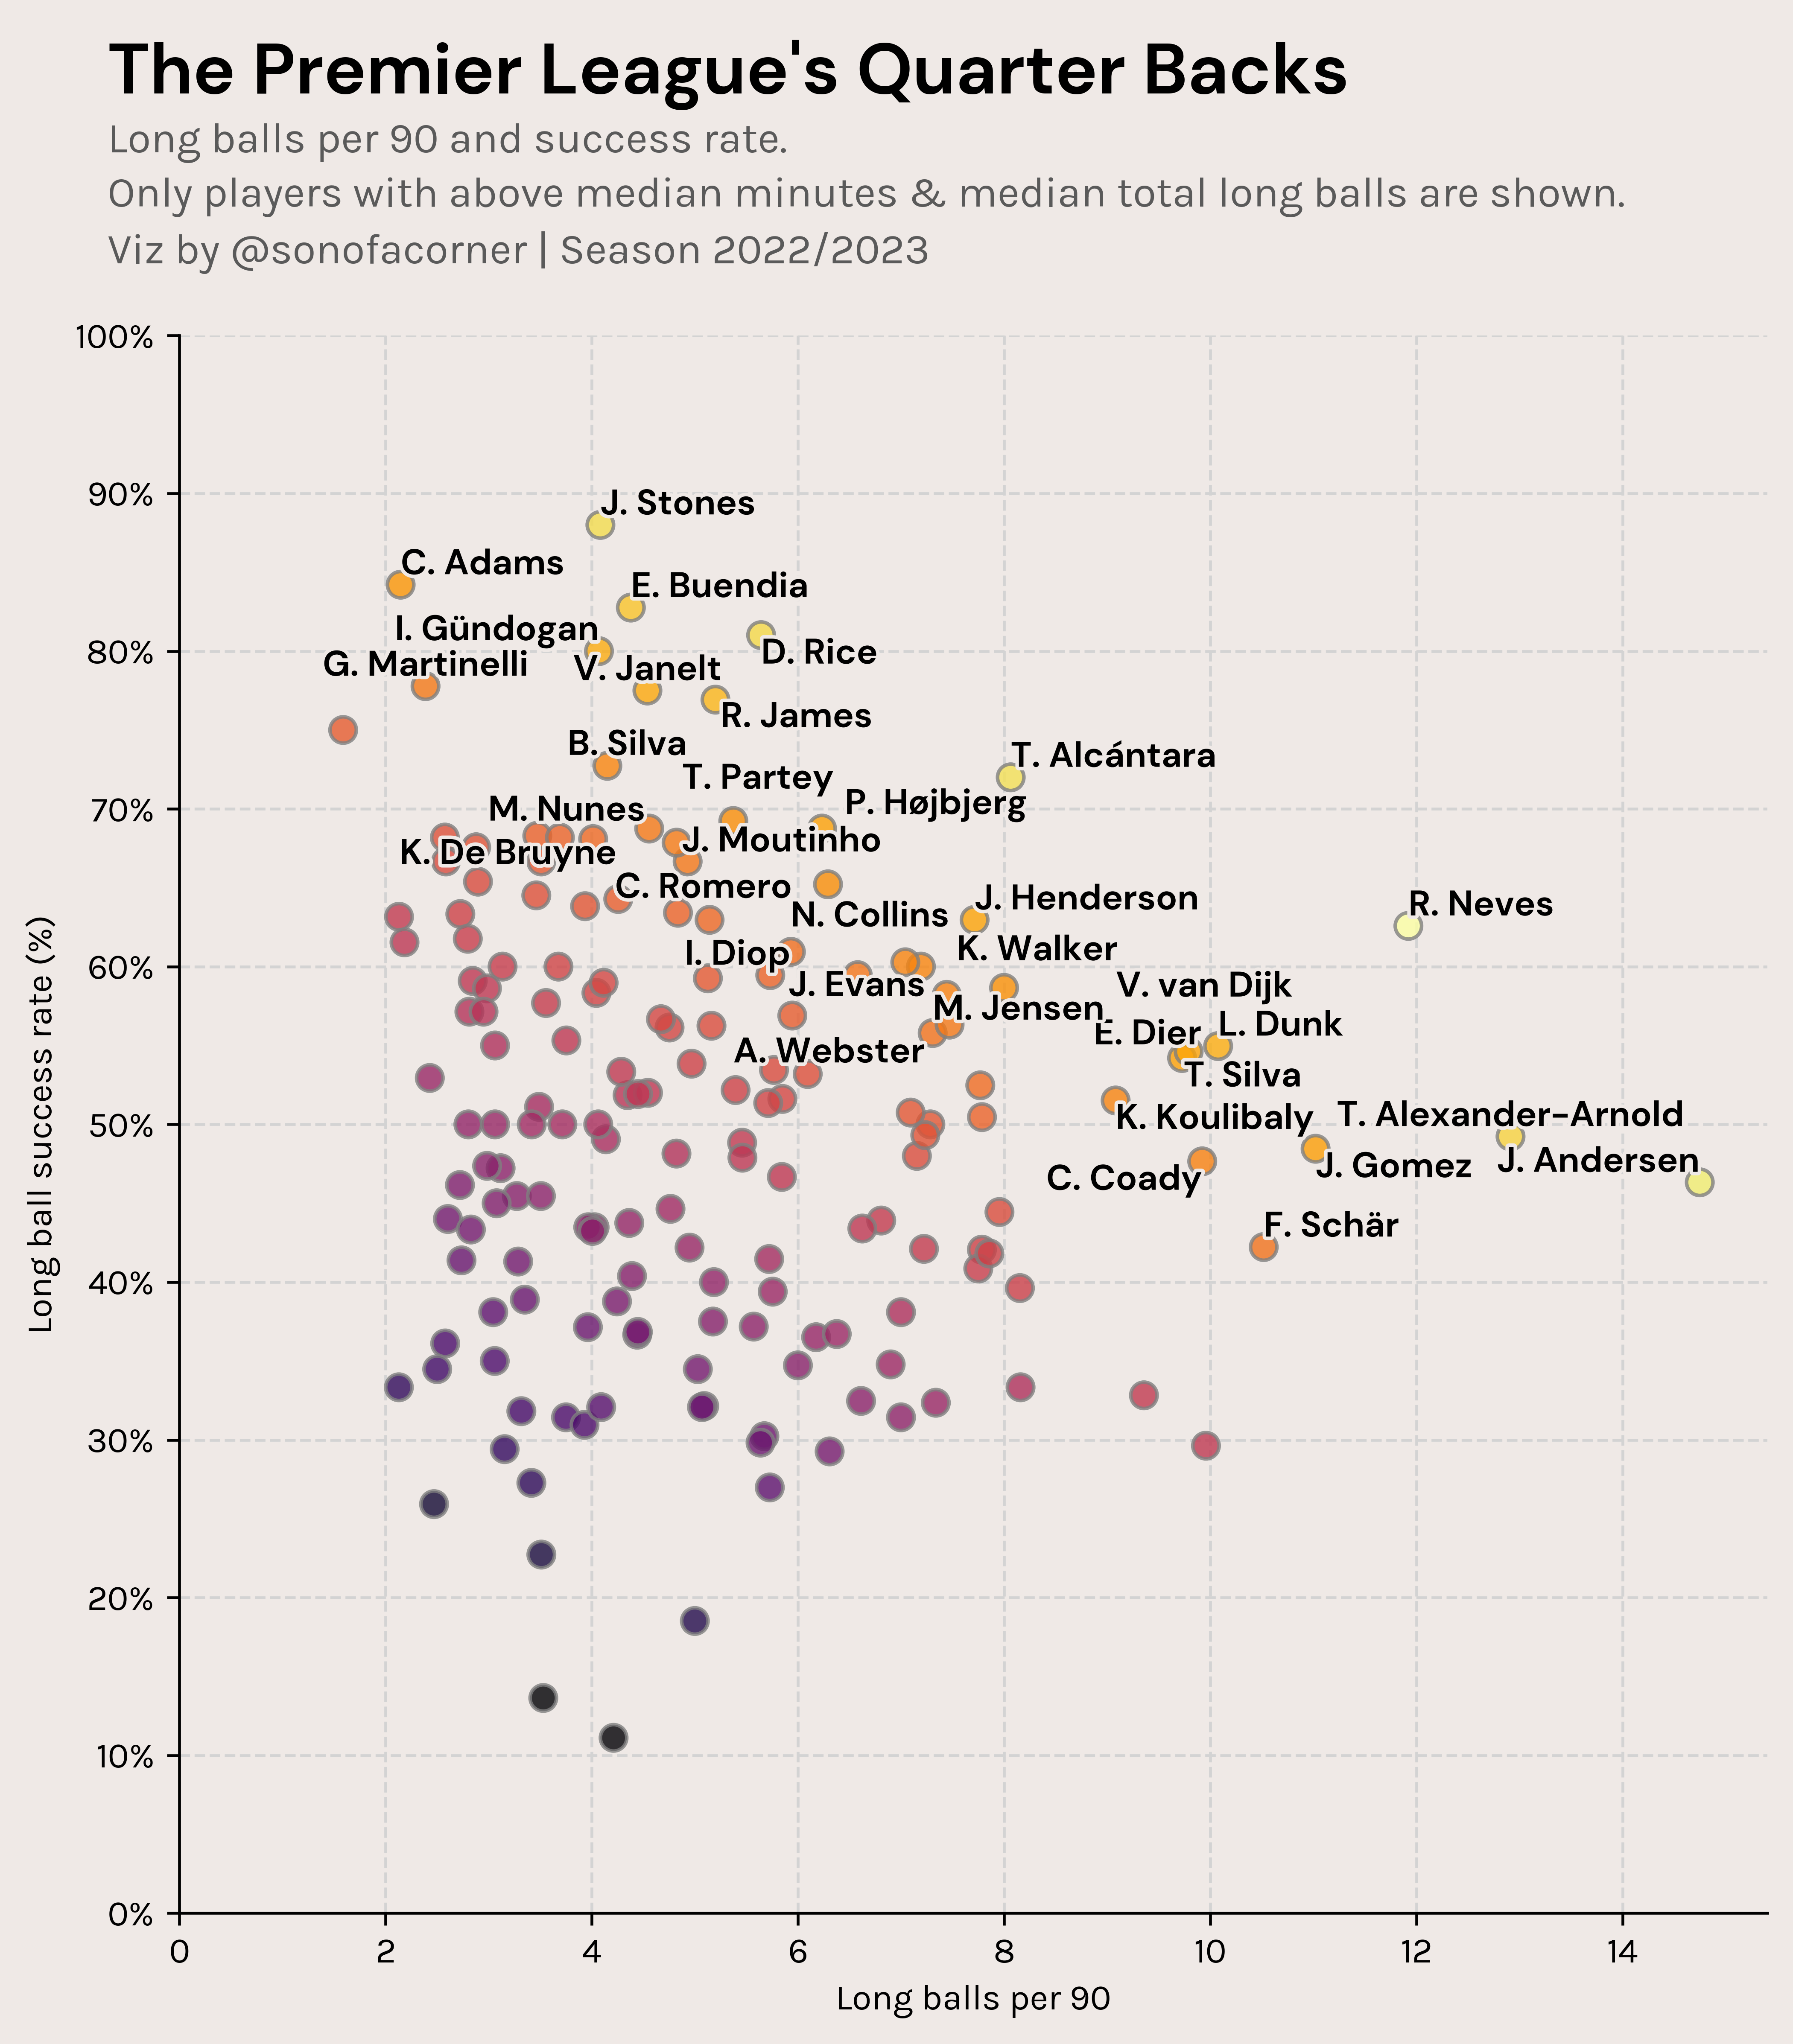 The Premier League's Quarter Backs
Long balls per 90 and success rate.
Only players with above median minutes & median total long balls are shown.
Viz by @sonofacorner | Season 2022/2023
100%
90%
80%
70%
60%
50%
40%
30%
20%
10%
0%
Long ball success rate (%)
J. Stones
C. Adams
E. Buendia
I. Gündogan
D. Rice
G. Martinelli
V. Janelt
R. James
B. Silva
T. Alcántara
T. Partey
P. Højbjerg
M. Nunes
J. Moutinho
K. De Bruyne
C. Romero
J. Henderson
R. Neves
N. Collins
K. Walker
I. Diop
J. Evans
V. van Dijk
M. Jensen
L. Dunk
E. Dier
A. Webster
T. Silva
K. Koulibaly
T. Alexander-Arnold
J. Andersen
J. Gomez
C. Coady
F. Schär
0
2
4
6
8
10
12
14
Long balls per 90